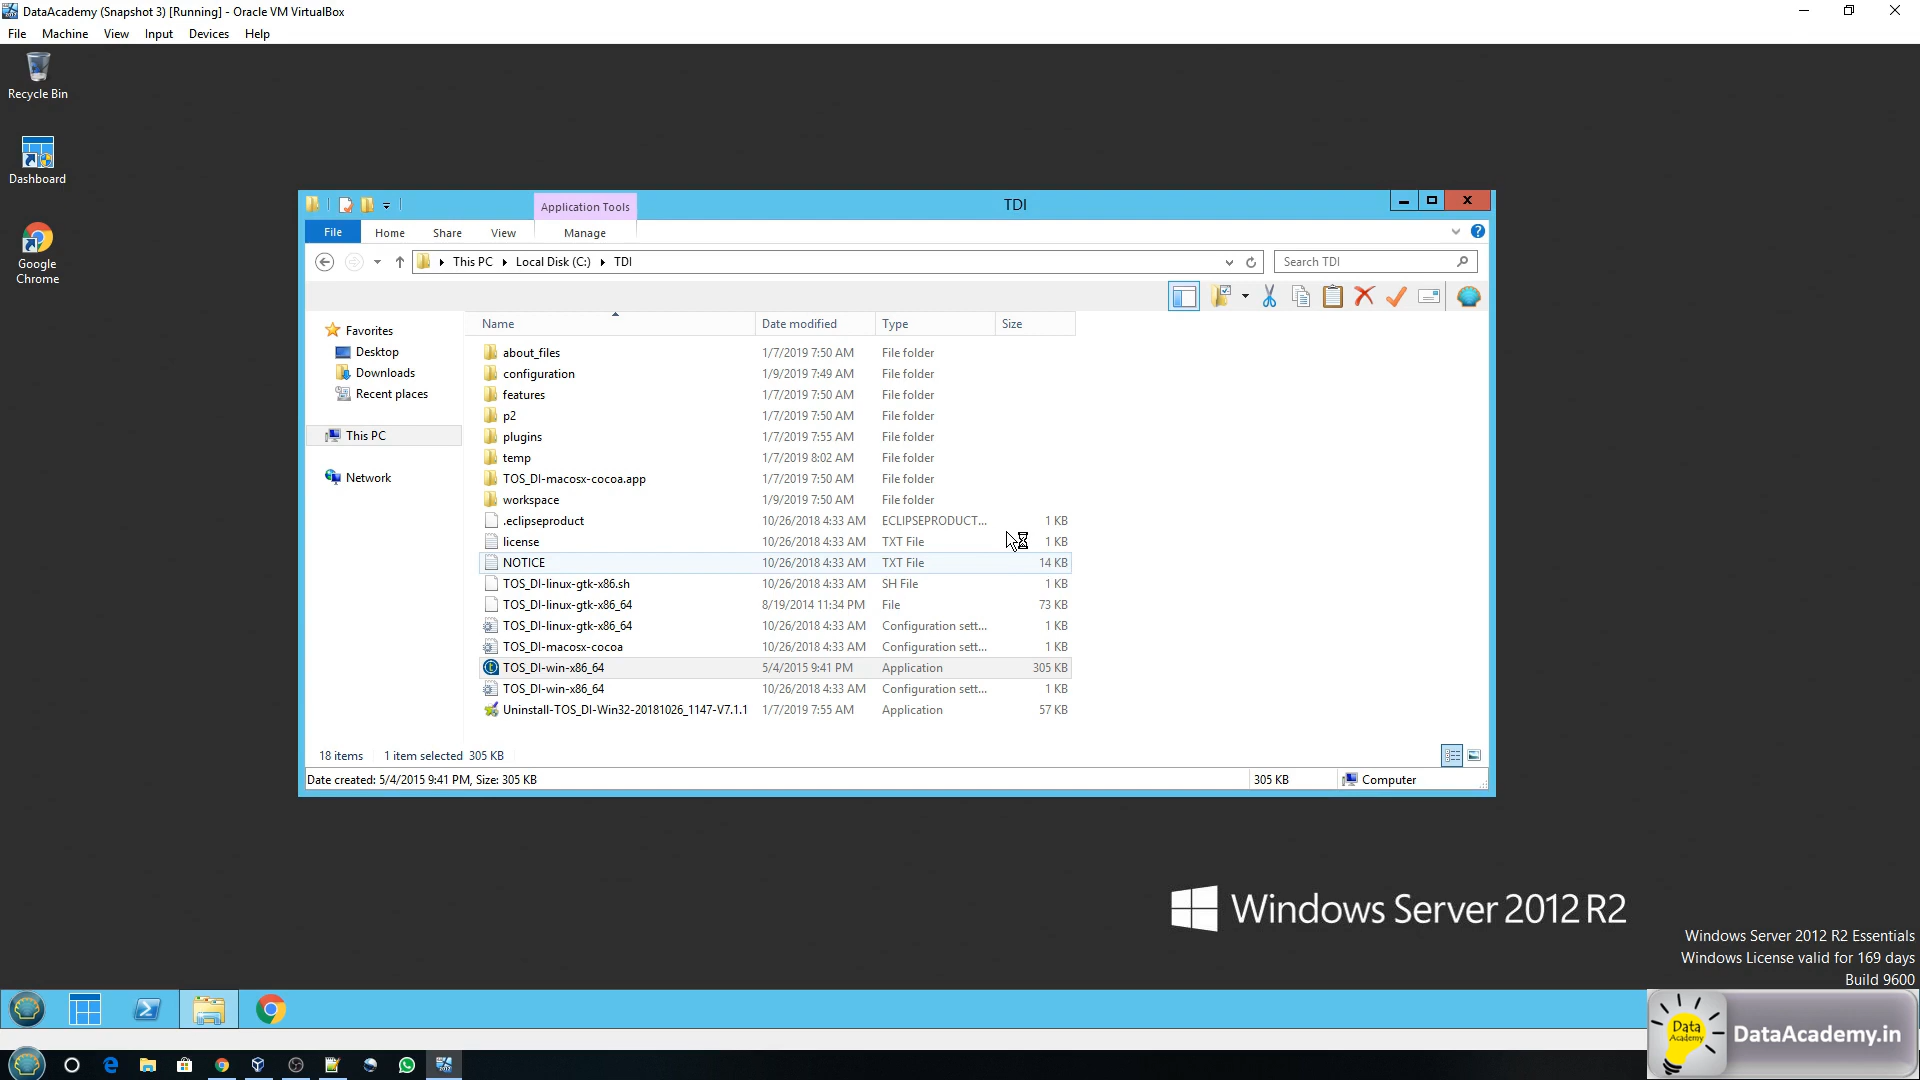 DataAcademy (Snapshot 3) [Running] - Oracle VM VirtualBox
File Machine View Input Devices Help
Recycle Bin
Dashboard
Google
Chrome
Application Tools
TDI
File Home Share View Manage
This PC Local Disk (C:) TDI
Search TDI
Favorites
Desktop
Downloads
Recent places
This PC
Network
Name Date modified Type Size
about_files 1/7/2019 7:50 AM File folder
configuration 1/9/2019 7:49 AM File folder
features 1/7/2019 7:50 AM File folder
p2 1/7/2019 7:50 AM File folder
plugins 1/7/2019 7:55 AM File folder
temp 1/7/2019 8:02 AM File folder
TOS_DI-macosx-cocoa.app 1/7/2019 7:50 AM File folder
workspace 1/9/2019 7:50 AM File folder
.eclipseproduct 10/26/2018 4:33 AM ECLIPSEPRODUCT... 1 KB
license 10/26/2018 4:33 AM TXT File 1 KB
NOTICE 10/26/2018 4:33 AM TXT File 14 KB
TOS_DI-linux-gtk-x86.sh 10/26/2018 4:33 AM SH File 1 KB
TOS_DI-linux-gtk-x86_64 8/19/2014 11:34 PM File 73 KB
TOS_DI-linux-gtk-x86_64 10/26/2018 4:33 AM Configuration sett... 1 KB
TOS_DI-macosx-cocoa 10/26/2018 4:33 AM Configuration sett... 1 KB
TOS_DI-win-x86_64 5/4/2015 9:41 PM Application 305 KB
TOS_DI-win-x86_64 10/26/2018 4:33 AM Configuration sett... 1 KB
Uninstall-TOS_DI-Win32-20181026_1147-V7.1.1 1/7/2019 7:55 AM Application 57 KB
18 items 1 item selected 305 KB
Date created: 5/4/2015 9:41 PM, Size: 305 KB 305 KB Computer
Windows Server 2012 R2
Windows Server 2012 R2 Essentials
Windows License valid for 169 days
Build 9600
Data
Academy
DataAcademy.in